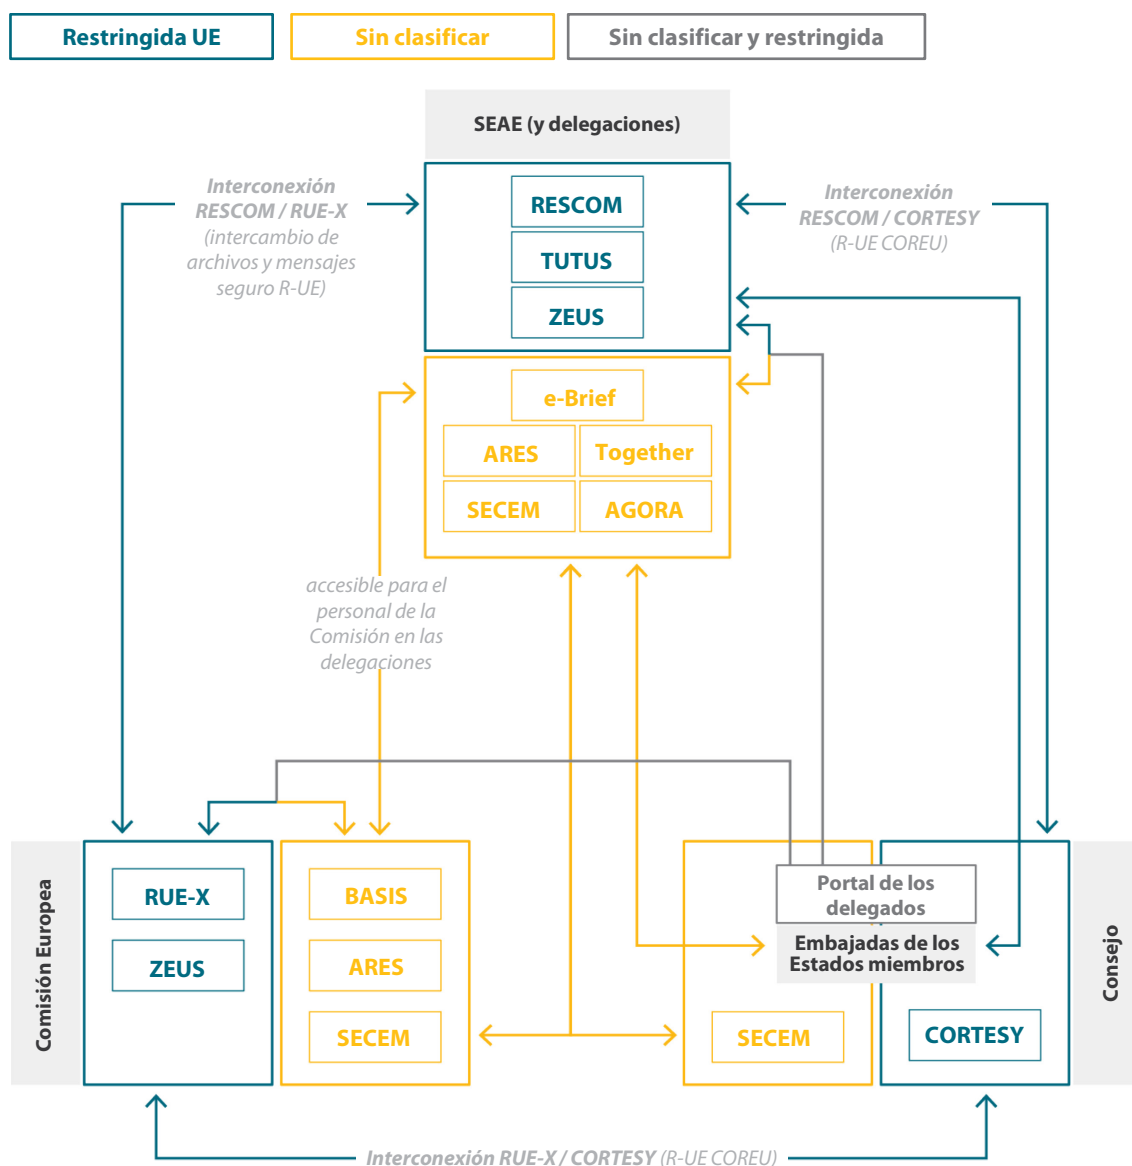 Restringida UE
Sin clasificar
Sin clasificar y restringida
SEAE (y delegaciones)
Interconexión
RESCOM / RUE-X
(intercambio de
archivos y mensajes
seguro R-UE)
RESCOM
TUTUS
ZEUS
Interconexión
RESCOM / CORTESY
(R-UE COREU)
e-Brief
ARES
Together
SECEM
AGORA
accesible para el
personal de la
Comisión en las
delegaciones
Comisión Europea
RUE-X
ZEUS
BASIS
ARES
SECEM
Portal de los
delegados
Embajadas de los
Estados miembros
SECEM
CORTESY
Consejo
Interconexión RUE-X / CORTESY (R-UE COREU)